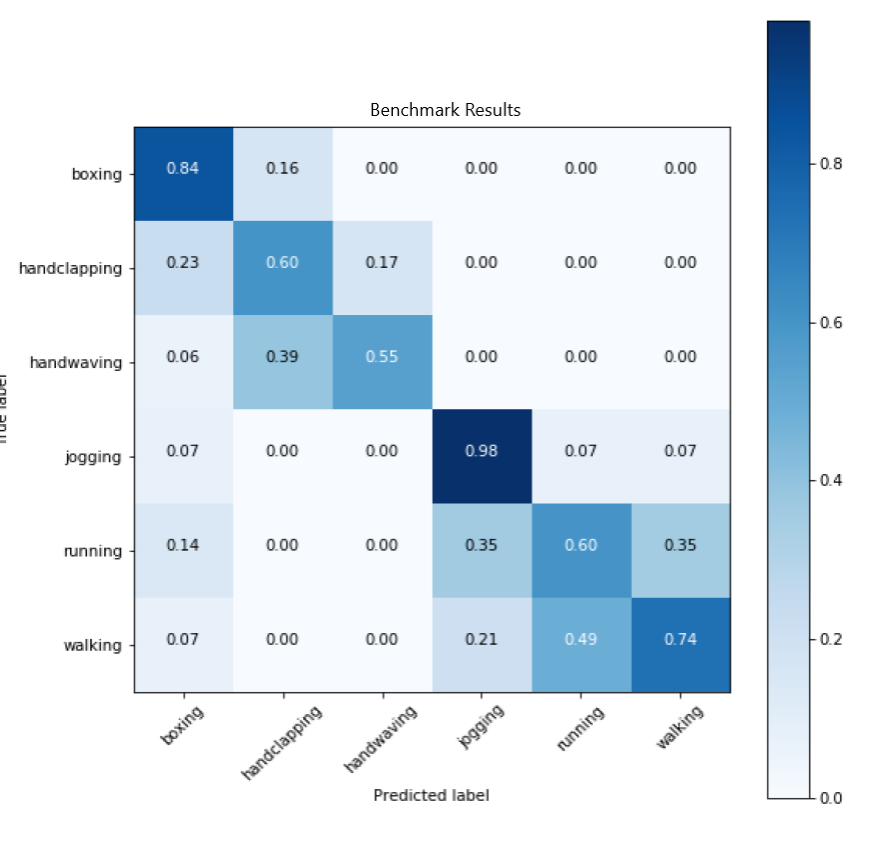 Benchmark Results
0.8
boxing 0.84 0.16 0.00 0.00 0.00 0.00
handclapping 0.23 0.60 0.17 0.00 0.00 0.00
0.6
handwaving 0.06 0.39 0.55 0.00 0.00 0.00
label
jogging 0.07 0.00 0.00 0.98 0.07 0.07
0.4
running 0.14 0.00 0.00 0.35 0.60 0.35
walking 0.07 0.00 0.00 0.21 0.49 0.74
0.2
boxing handclapping handwaving jogging running walking
Predicted label
0.0